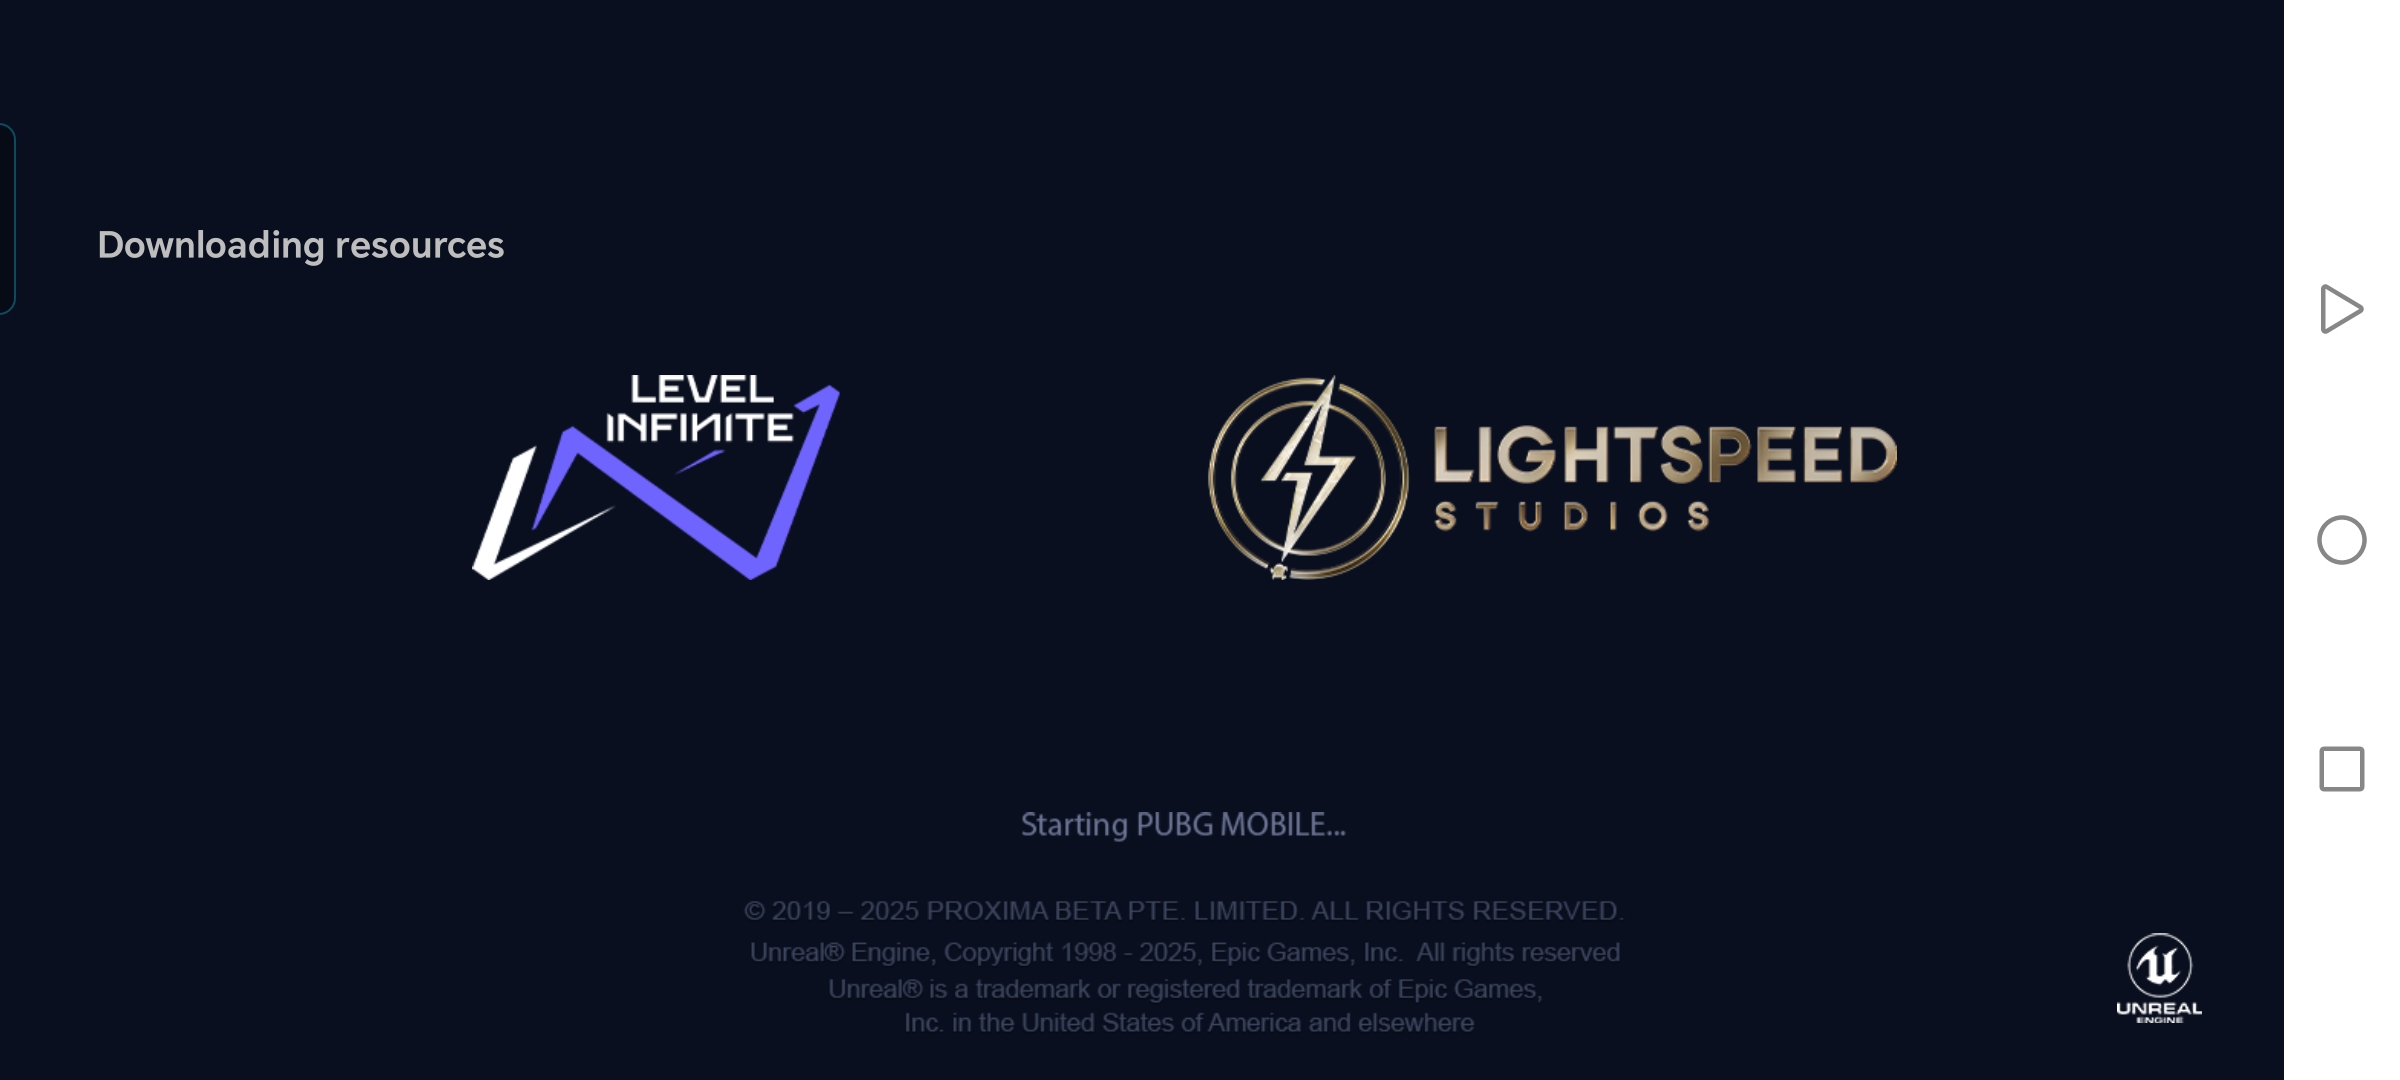 Downloading resources
LEVEL
INFINITE
LIGHTSPEED
STUDIOS
Starting PUBG MOBILE...
© 2019 – 2025 PROXIMA BETA PTE. LIMITED. ALL RIGHTS RESERVED.
Unreal® Engine, Copyright 1998 - 2025, Epic Games, Inc.  All rights reserved
Unreal® is a trademark or registered trademark of Epic Games,
Inc. in the United States of America and elsewhere
UNREAL
ENGINE